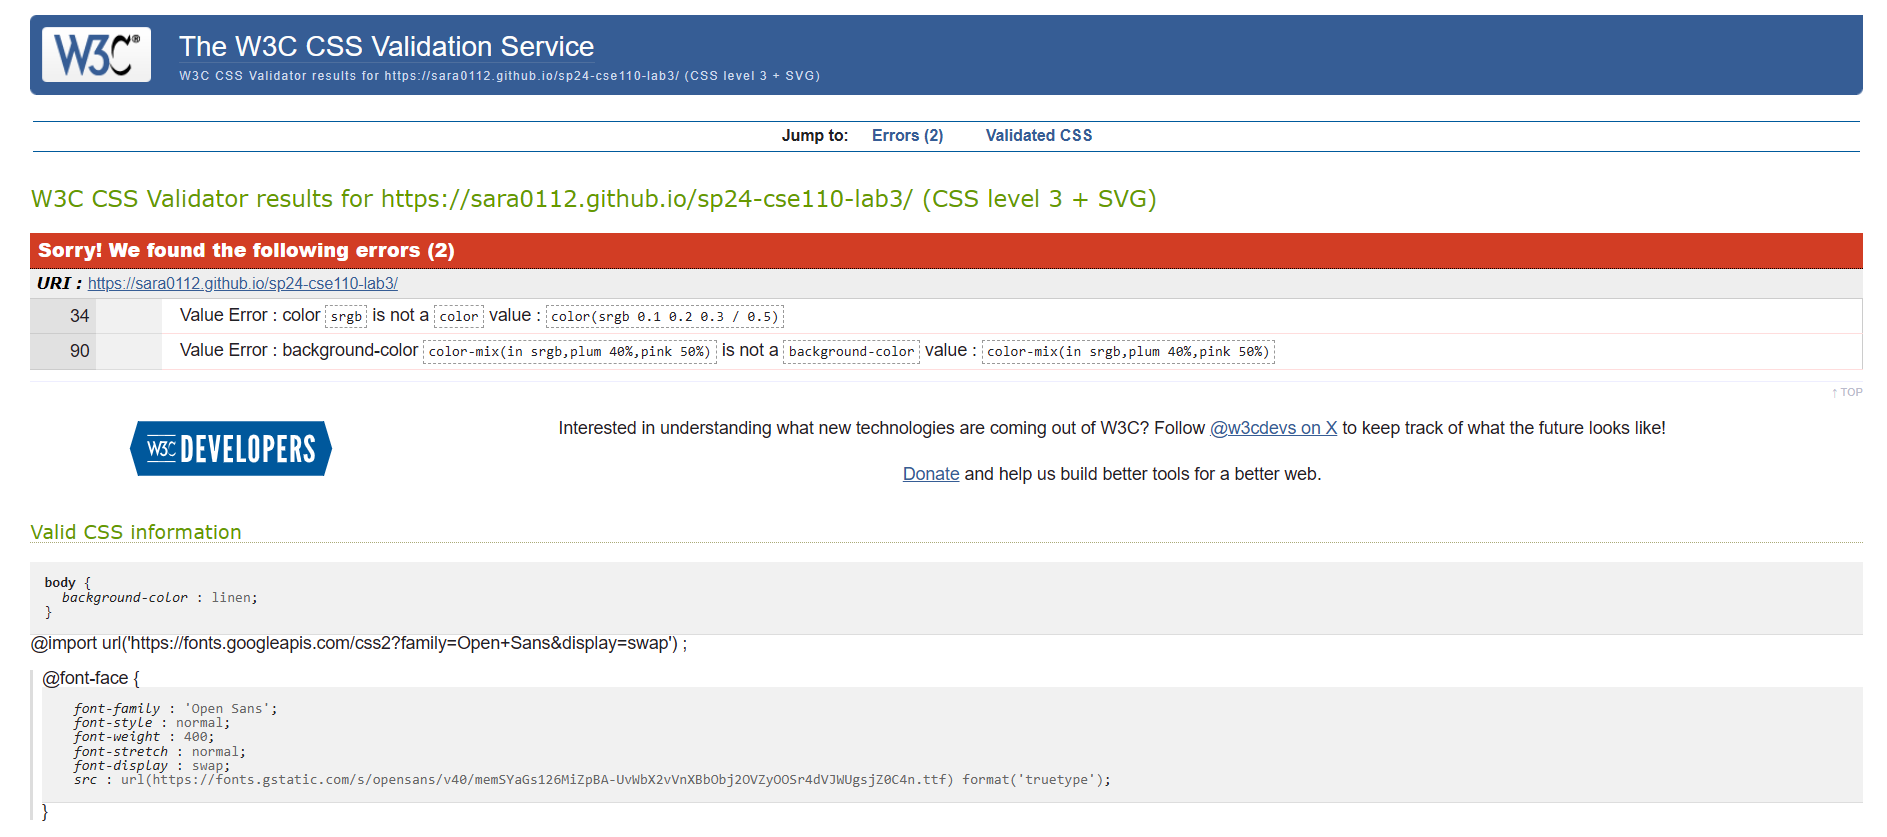 W3C®
The W3C CSS Validation Service
W3C CSS Validator results for https://sara0112.github.io/sp24-cse110-lab3/ (CSS level 3 + SVG)
Jump to: Errors (2) Validated CSS
W3C CSS Validator results for https://sara0112.github.io/sp24-cse110-lab3/ (CSS level 3 + SVG)
Sorry! We found the following errors (2)
URI : https://sara0112.github.io/sp24-cse110-lab3/
34 Value Error : color srgb is not a color value : color(srgb 0.1 0.2 0.3 / 0.5)
90 Value Error : background-color color-mix(in srgb,plum 40%,pink 50%) is not a background-color value : color-mix(in srgb,plum 40%,pink 50%)
↑ TOP
W3C DEVELOPERS
Interested in understanding what new technologies are coming out of W3C? Follow @w3cdevs on X to keep track of what the future looks like!
Donate and help us build better tools for a better web.
Valid CSS information
body {
background-color : linen;
}
@import url('https://fonts.googleapis.com/css2?family=Open+Sans&display=swap') ;
@font-face {
font-family : 'Open Sans';
font-style : normal;
font-weight : 400;
font-stretch : normal;
font-display : swap;
src : url(https://fonts.gstatic.com/s/opensans/v40/memSYaGs126MiZpBA-UvWbX2vVnXBbObj2OVZyOOSr4dVJWUgsjZ0C4n.ttf) format('truetype');
}